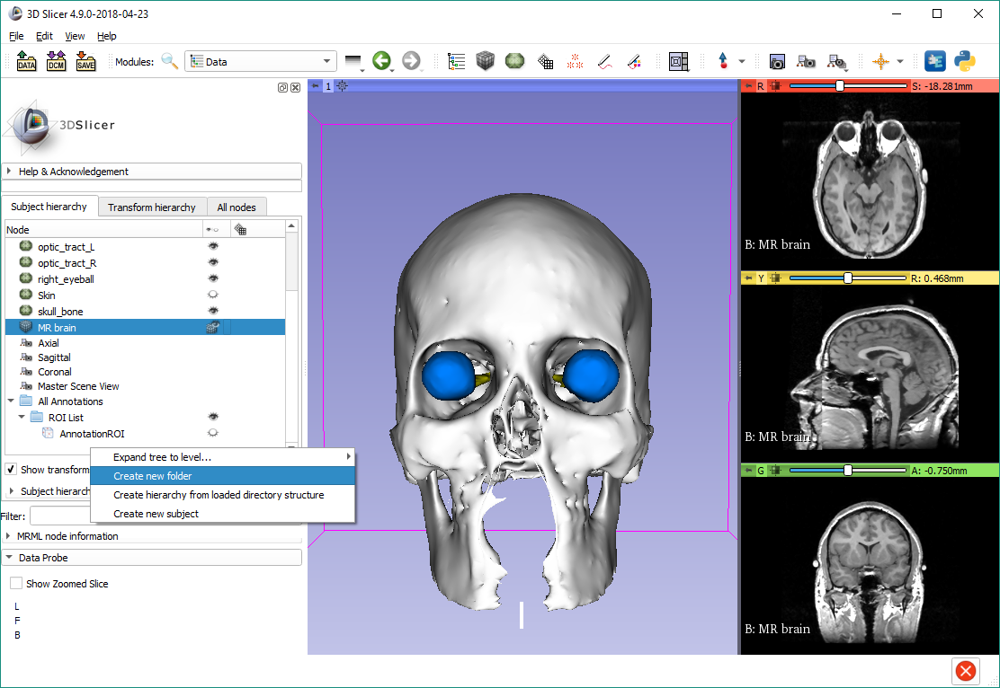 3D Slicer 4.9.0-2018-04-23
File Edit View Help
DATA DCM SAVE Modules: Data
1
R S: -18.281mm
3DSlicer
Help & Acknowledgement
Subject hierarchy Transform hierarchy All nodes
Node
optic_tract_L
optic_tract_R
right_eyeball
Skin
skull_bone
MR brain
Axial
Sagittal
Coronal
Master Scene View
All Annotations
ROI List
AnnotationROI
Show transform
Subject hierarch
Filter:
Expand tree to level...
Create new folder
Create hierarchy from loaded directory structure
Create new subject
MRML node information
Data Probe
Show Zoomed Slice
L
F
B
I
B: MR brain
Y R: 0.468mm
B: MR brain
G A: -0.750mm
B: MR brain